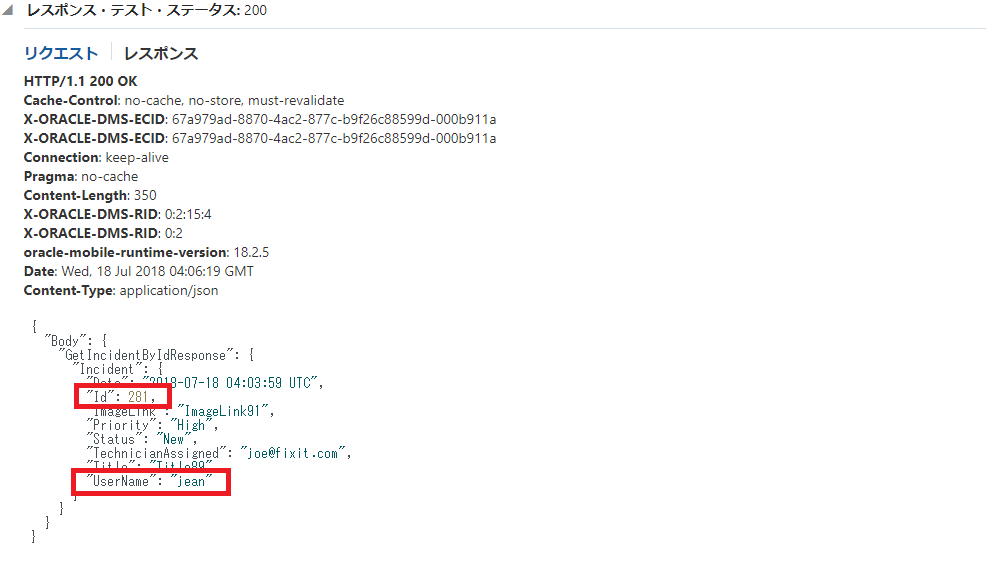 レスポンス・テスト・ステータス: 200
リクエスト レスポンス
HTTP/1.1 200 OK
Cache-Control: no-cache, no-store, must-revalidate
X-ORACLE-DMS-ECID: 67a979ad-8870-4ac2-877c-b9f26c88599d-000b911a
X-ORACLE-DMS-ECID: 67a979ad-8870-4ac2-877c-b9f26c88599d-000b911a
Connection: keep-alive
Pragma: no-cache
Content-Length: 350
X-ORACLE-DMS-RID: 0:2:15:4
X-ORACLE-DMS-RID: 0:2
oracle-mobile-runtime-version: 18.2.5
Date: Wed, 18 Jul 2018 04:06:19 GMT
Content-Type: application/json
{
"Body": {
"GetIncidentByIdResponse": {
"Incident": {
"Date": "2018-07-18 04:03:59 UTC",
"Id": 281,
"ImageLink": "ImageLink91",
"Priority": "High",
"Status": "New",
"TechnicianAssigned": "joe@fixit.com",
"Title": "Title89"
"UserName": "jean"
}
}
}
}